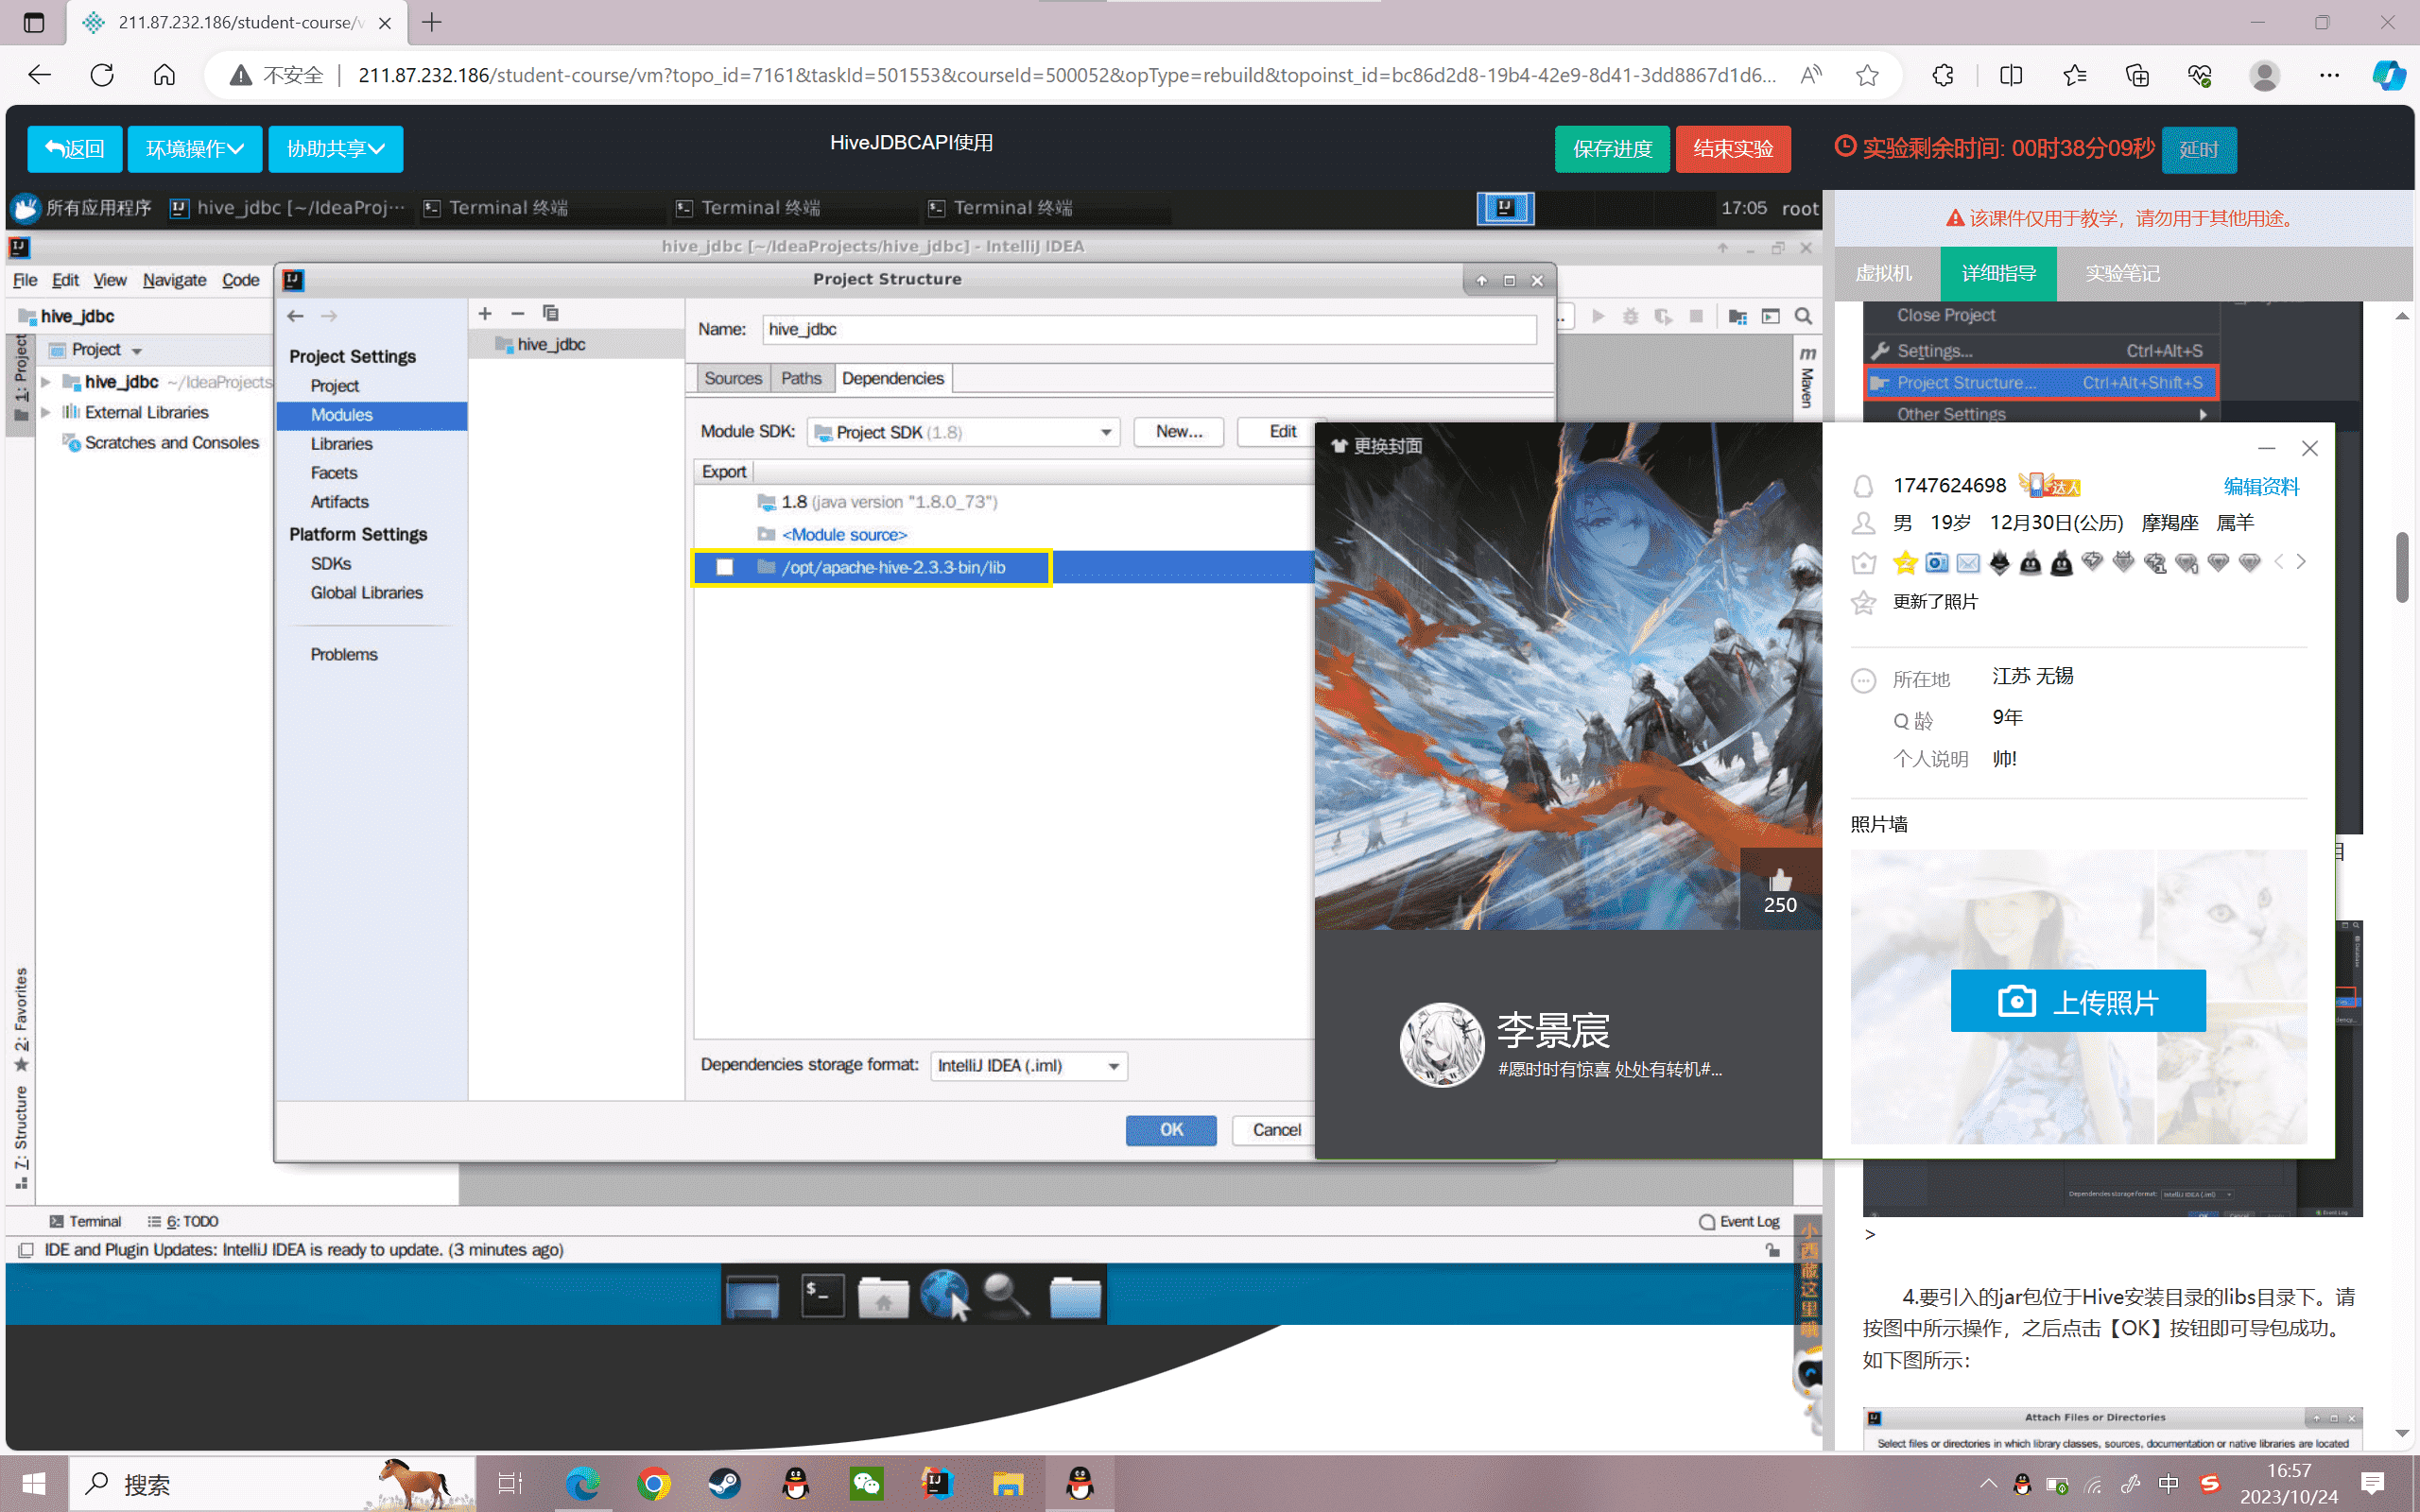 211.87.232.186/student-course/v
不安全
211.87.232.186/student-course/vm?topo_id=7161&taskId=501553&courseId=500052&opType=rebuild&topoinst_id=bc86d2d8-19b4-42e9-8d41-3dd8867d1d6...
返回
环境操作
协助共享
HiveJDBCAPI使用
保存进度
结束实验
实验剩余时间: 00时38分09秒
延时
所有应用程序
hive_jdbc [~/IdeaProj...
Terminal 终端
Terminal 终端
Terminal 终端
17:05
root
该课件仅用于教学，请勿用于其他用途。
hive_jdbc [~/IdeaProjects/hive_jdbc] - IntelliJ IDEA
虚拟机
详细指导
实验笔记
File Edit View Navigate Code
Project Structure
hive_jdbc
Name: hive_jdbc
Close Project
Settings... Ctrl+Alt+S
Project Structure... Ctrl+Alt+Shift+S
Other Settings
1: Project
Project
hive_jdbc ~/IdeaProjects
External Libraries
Scratches and Consoles
Maven
Project Settings
Project
Modules
Libraries
Facets
Artifacts
Platform Settings
SDKs
Global Libraries
Problems
hive_jdbc
Sources Paths Dependencies
Module SDK: Project SDK (1.8) New... Edit
Export
1.8 (java version "1.8.0_73")
<Module source>
/opt/apache-hive-2.3.3-bin/lib
Dependencies storage format: IntelliJ IDEA (.iml)
OK
Cancel
更换封面
250
李景宸
#愿时时有惊喜 处处有转机#...
1747624698
达人
编辑资料
男 19岁 12月30日(公历) 摩羯座 属羊
更新了照片
所在地 江苏 无锡
Q 龄 9年
个人说明 帅!
照片墙
上传照片
目
2: Favorites
7: Structure
Dependencies storage format: IntelliJ IDEA (.iml)
Event Log
Terminal
6: TODO
Event Log
IDE and Plugin Updates: IntelliJ IDEA is ready to update. (3 minutes ago)
>
4.要引入的jar包位于Hive安装目录的libs目录下。请
按图中所示操作，之后点击【OK】按钮即可导包成功。
如下图所示：
Attach Files or Directories
Select files or directories in which library classes, sources, documentation or native libraries are located
搜索
中
16:57
2023/10/24